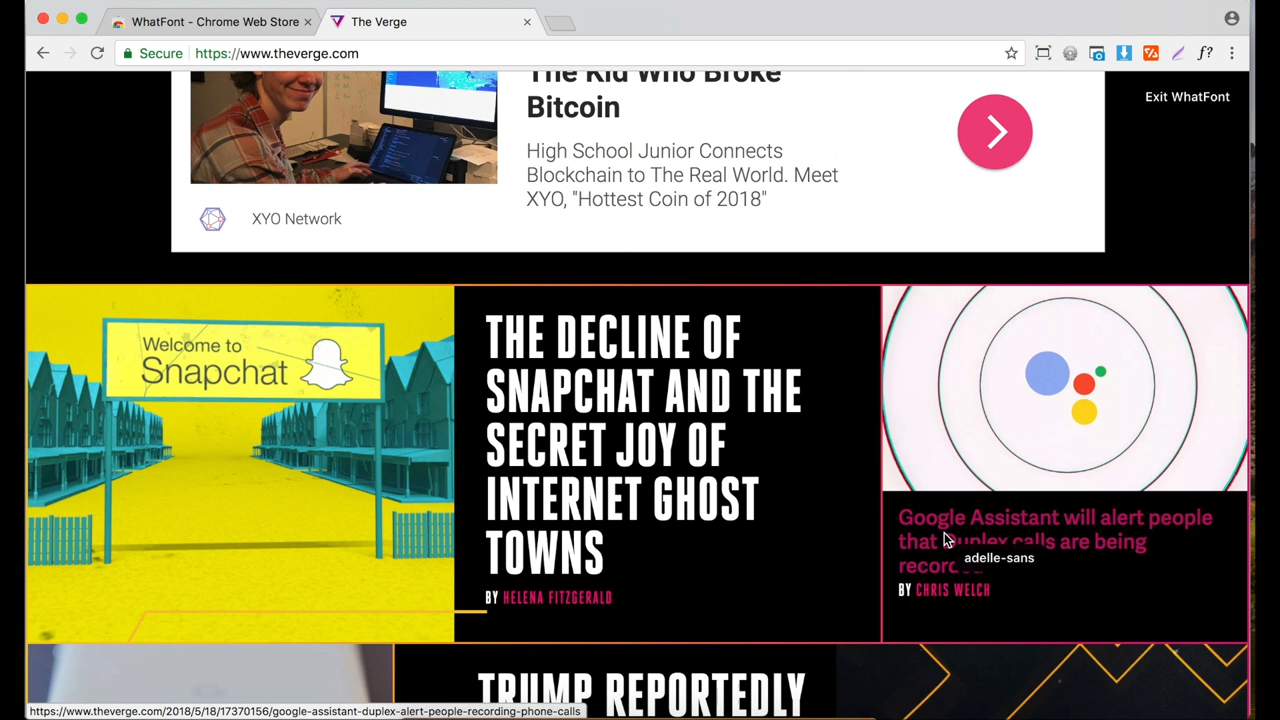 WhatFont - Chrome Web Store
The Verge
Secure
https://www.theverge.com
f?
Exit WhatFont
The Kid Who Broke
Bitcoin
High School Junior Connects
Blockchain to The Real World. Meet
XYO, "Hottest Coin of 2018"
XYO Network
Welcome to
Snapchat
THE DECLINE OF
SNAPCHAT AND THE
SECRET JOY OF
INTERNET GHOST
TOWNS
BY HELENA FITZGERALD
Google Assistant will alert people
that Duplex calls are being
recorded
adelle-sans
BY CHRIS WELCH
TRUMP REPORTEDLY
https://www.theverge.com/2018/5/18/17370156/google-assistant-duplex-alert-people-recording-phone-calls